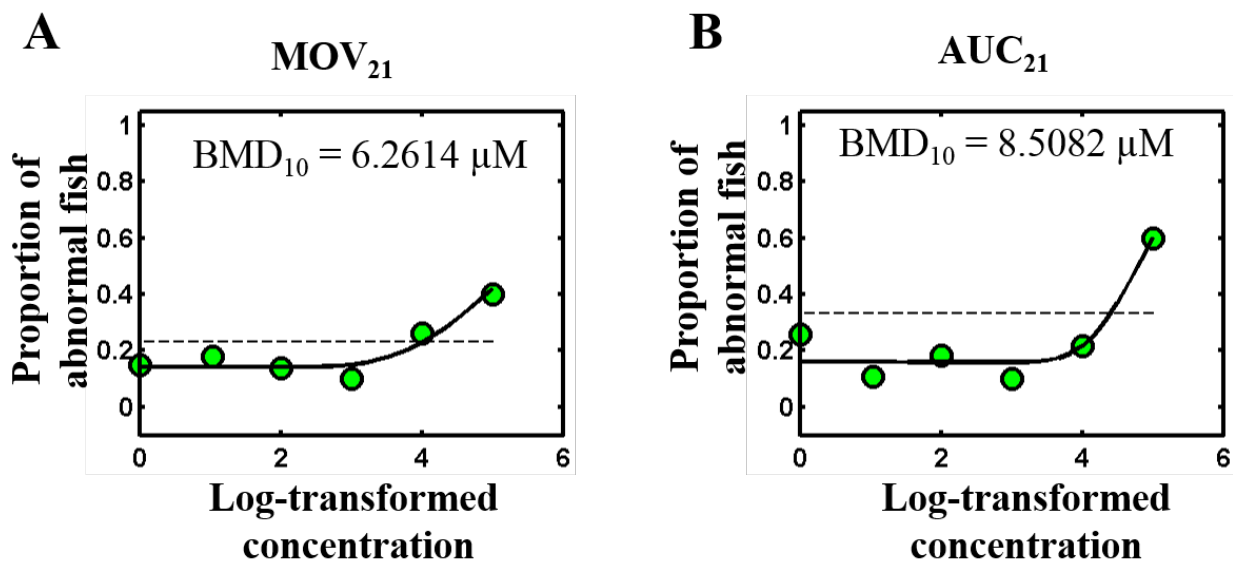 A
MOV₂₁
BMD₁₀ = 6.2614 µM
Proportion of
abnormal fish
1
0.8
0.6
0.4
0.2
0
0 2 4 6
Log-transformed
concentration
B
AUC₂₁
BMD₁₀ = 8.5082 µM
Proportion of
abnormal fish
1
0.8
0.6
0.4
0.2
0
0 2 4 6
Log-transformed
concentration